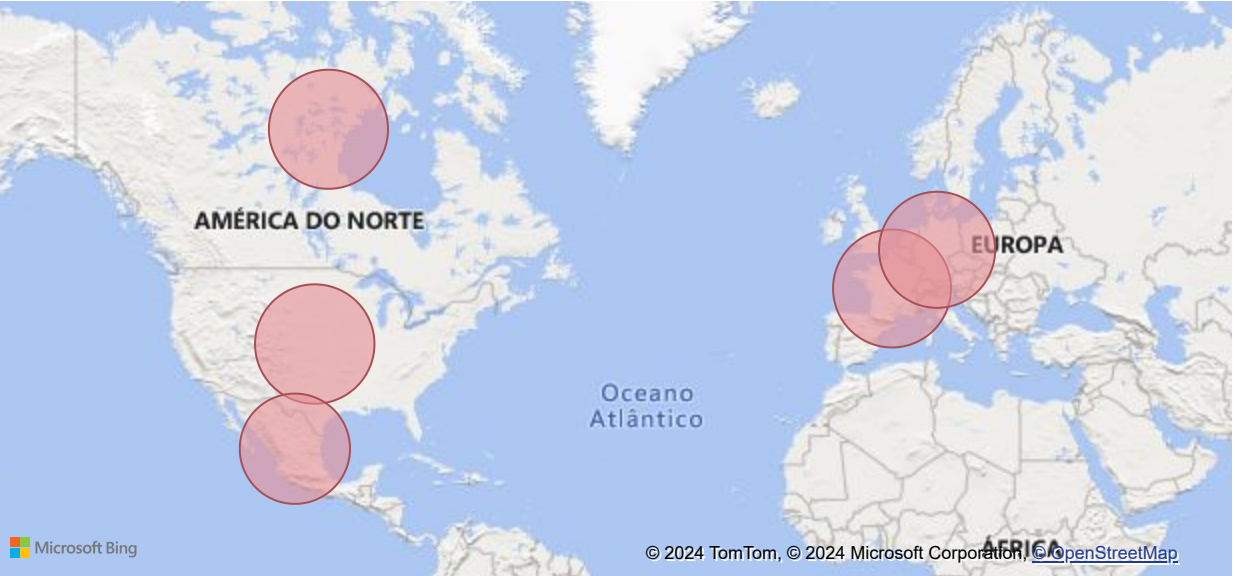 AMÉRICA DO NORTE
EUROPA
Oceano
Atlântico
ÁFRICA
Microsoft Bing
© 2024 TomTom, © 2024 Microsoft Corporation, © OpenStreetMap